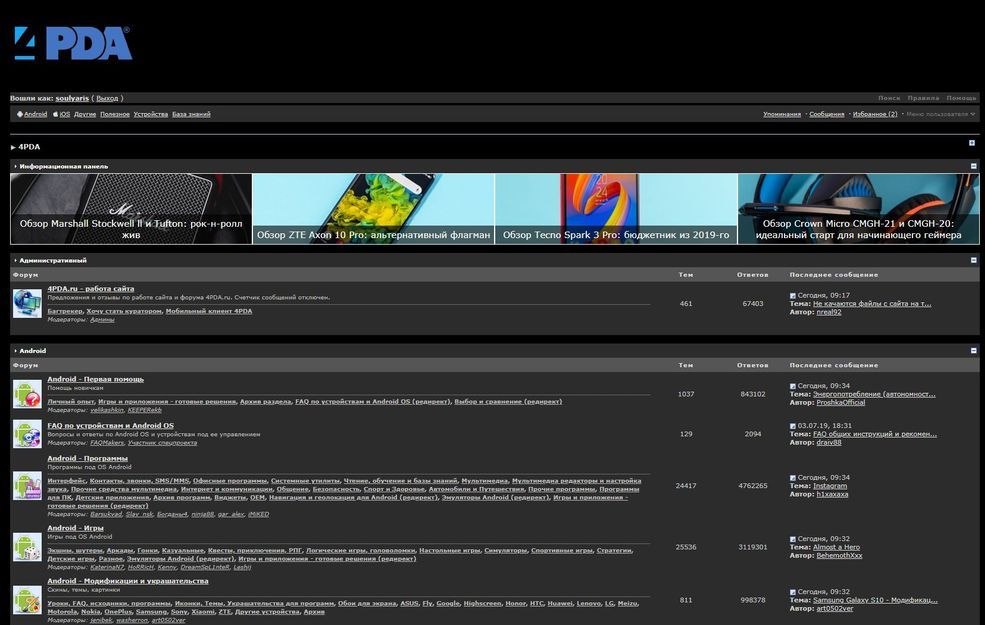 4PDA®
Вошли как: soulyaris ( Выход )
Поиск Правила Помощь
Android iOS Другие Полезное Устройства База знаний
Упоминания · Сообщения · Избранное (2) · Меню пользователя
4PDA
Информационная панель
Обзор Marshall Stockwell II и Tufton: рок-н-ролл
жив
Обзор ZTE Axon 10 Pro: альтернативный флагман
Обзор Tecno Spark 3 Pro: бюджетник из 2019-го
Обзор Crown Micro CMGH-21 и CMGH-20:
идеальный старт для начинающего геймера
Административный
Форум Тем Ответов Последнее сообщение
4PDA.ru - работа сайта
Предложения и отзывы по работе сайта и форума 4PDA.ru. Счетчик сообщений отключен.
Багтрекер, Хочу стать куратором, Мобильный клиент 4PDA
Модераторы: Админы
461 67403
Сегодня, 09:17
Тема: Не качаются файлы с сайта на т...
Автор: nreal92
Android
Форум Тем Ответов Последнее сообщение
Android - Первая помощь
Помощь новичкам
Личный опыт, Игры и приложения - готовые решения, Архив раздела, FAQ по устройствам и Android OS (редирект), Выбор и сравнение (редирект)
Модераторы: velikashkin, KEEPERekb
1037 843102
Сегодня, 09:34
Тема: Энергопотребление (автономност...
Автор: ProshkaOfficial
FAQ по устройствам и Android OS
Вопросы и ответы по Android OS и устройствам под ее управлением
Модераторы: FAQMakers, Участник спецпроекта
129 2094
03.07.19, 18:31
Тема: FAQ общих инструкций и рекомен...
Автор: draiv88
Android - Программы
Программы под OS Android
Интерфейс, Контакты, звонки, SMS/MMS, Офисные программы, Системные утилиты, Чтение, обучение и базы знаний, Мультимедиа, Мультимедиа редакторы и настройка
звука, Прочие средства мультимедиа, Интернет и коммуникации, Общение, Безопасность, Спорт и Здоровье, Автомобили и Путешествия, Прочие программы, Программы
для ПК, Детские приложения, Архив программ, Виджеты, OEM, Навигация и геолокация для Android (редирект), Эмуляторы Android (редирект), Игры и приложения -
готовые решения (редирект)
Модераторы: Barsukvad, Slav_nsk, Богданы4, ninja88, gar_alex, iMiKED
24417 4762265
Сегодня, 09:34
Тема: Instagram
Автор: h1xaxaxa
Android - Игры
Игры под OS Android
Экшны, шутеры, Аркады, Гонки, Казуальные, Квесты, приключения, РПГ, Логические игры, головоломки, Настольные игры, Симуляторы, Спортивные игры, Стратегии,
Детские игры, Разное, Эмуляторы Android (редирект), Игры и приложения - готовые решения (редирект)
Модераторы: KaterinaN7, HoRRicH, Kenny, DreamSpL1nteR, Leshij
25536 3119301
Сегодня, 09:32
Тема: Almost a Hero
Автор: BehemothXxx
Android - Модификации и украшательства
Скины, темы, картинки
Уроки, FAQ, исходники, программы, Иконки, Темы, Украшательства для программ, Обои для экрана, ASUS, Fly, Google, Highscreen, Honor, HTC, Huawei, Lenovo, LG, Meizu,
Motorola, Nokia, OnePlus, Samsung, Sony, Xiaomi, ZTE, Другие устройства, Архив
Модераторы: jenibek, washerron, art0502ver
811 998378
Сегодня, 09:32
Тема: Samsung Galaxy S10 - Модификац...
Автор: art0502ver